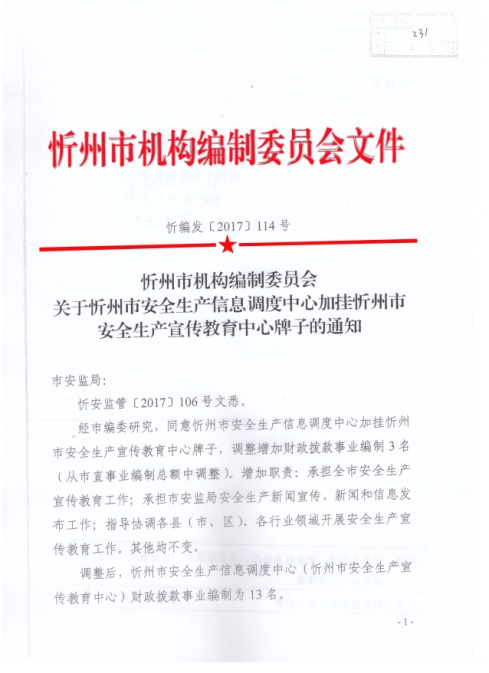 231
忻州市机构编制委员会文件
忻编发〔2017〕114号
忻州市机构编制委员会
关于忻州市安全生产信息调度中心加挂忻州市
安全生产宣传教育中心牌子的通知
市安监局：
忻安监管〔2017〕106号文悉。
经市编委研究，同意忻州市安全生产信息调度中心加挂忻州
市安全生产宣传教育中心牌子，调整增加财政拨款事业编制3名
（从市直事业编制总额中调整）。增加职责：承担全市安全生产
宣传教育工作；承担市安监局安全生产新闻宣传、新闻和信息发
布工作；指导协调各县（市、区）、各行业领域开展安全生产宣
传教育工作。其他均不变。
调整后，忻州市安全生产信息调度中心（忻州市安全生产宣
传教育中心）财政拨款事业编制为13名。
- 1 -